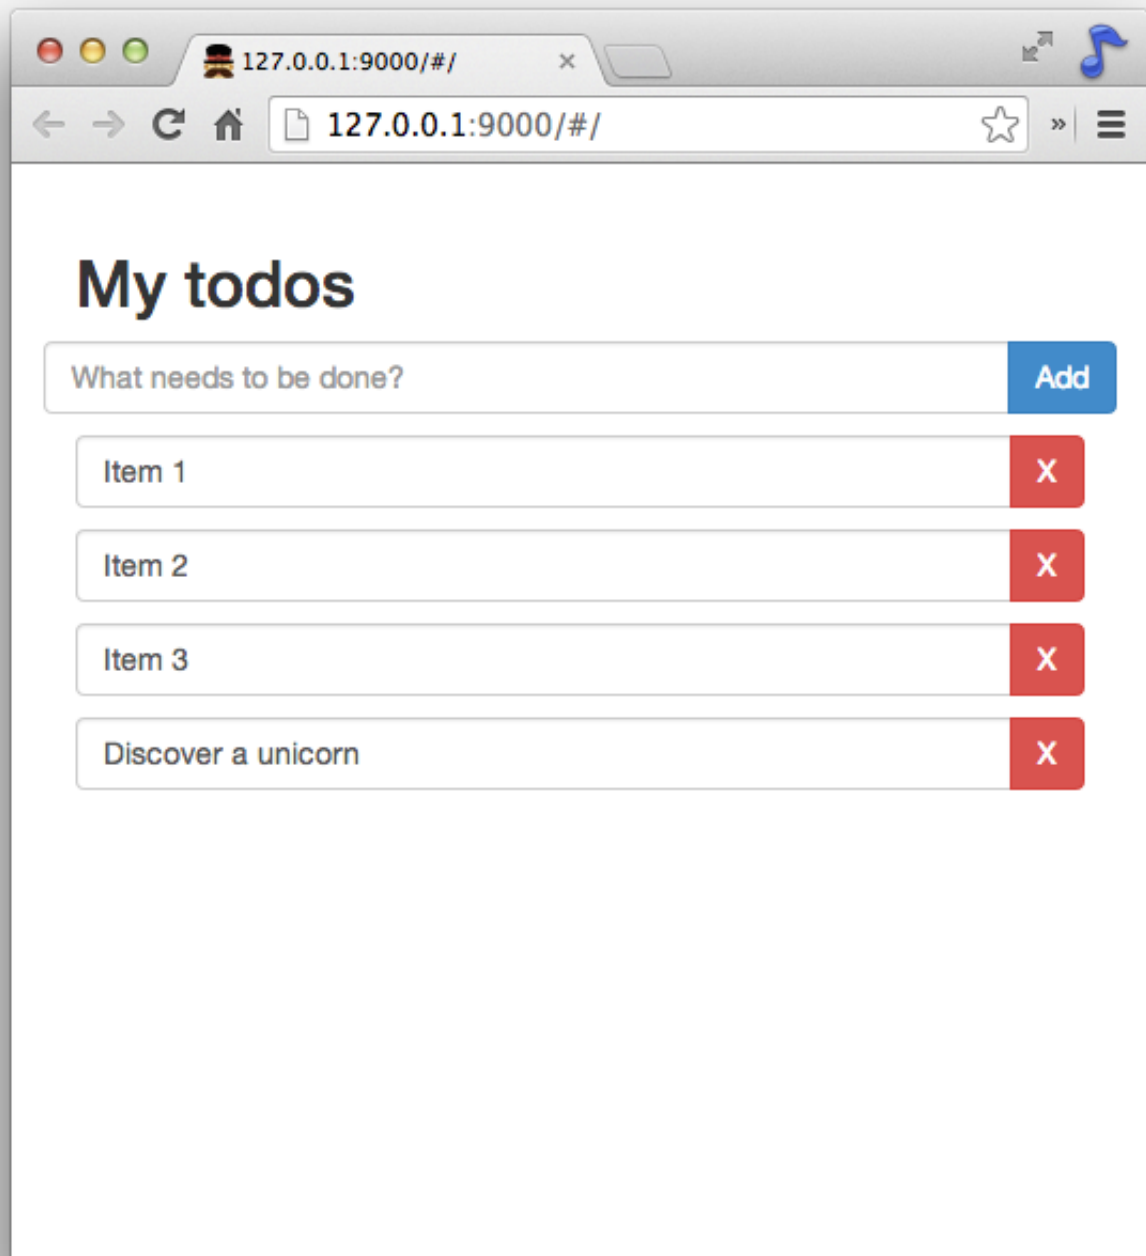 127.0.0.1:9000/#/
127.0.0.1:9000/#/
My todos
What needs to be done?
Add
Item 1
X
Item 2
X
Item 3
X
Discover a unicorn
X